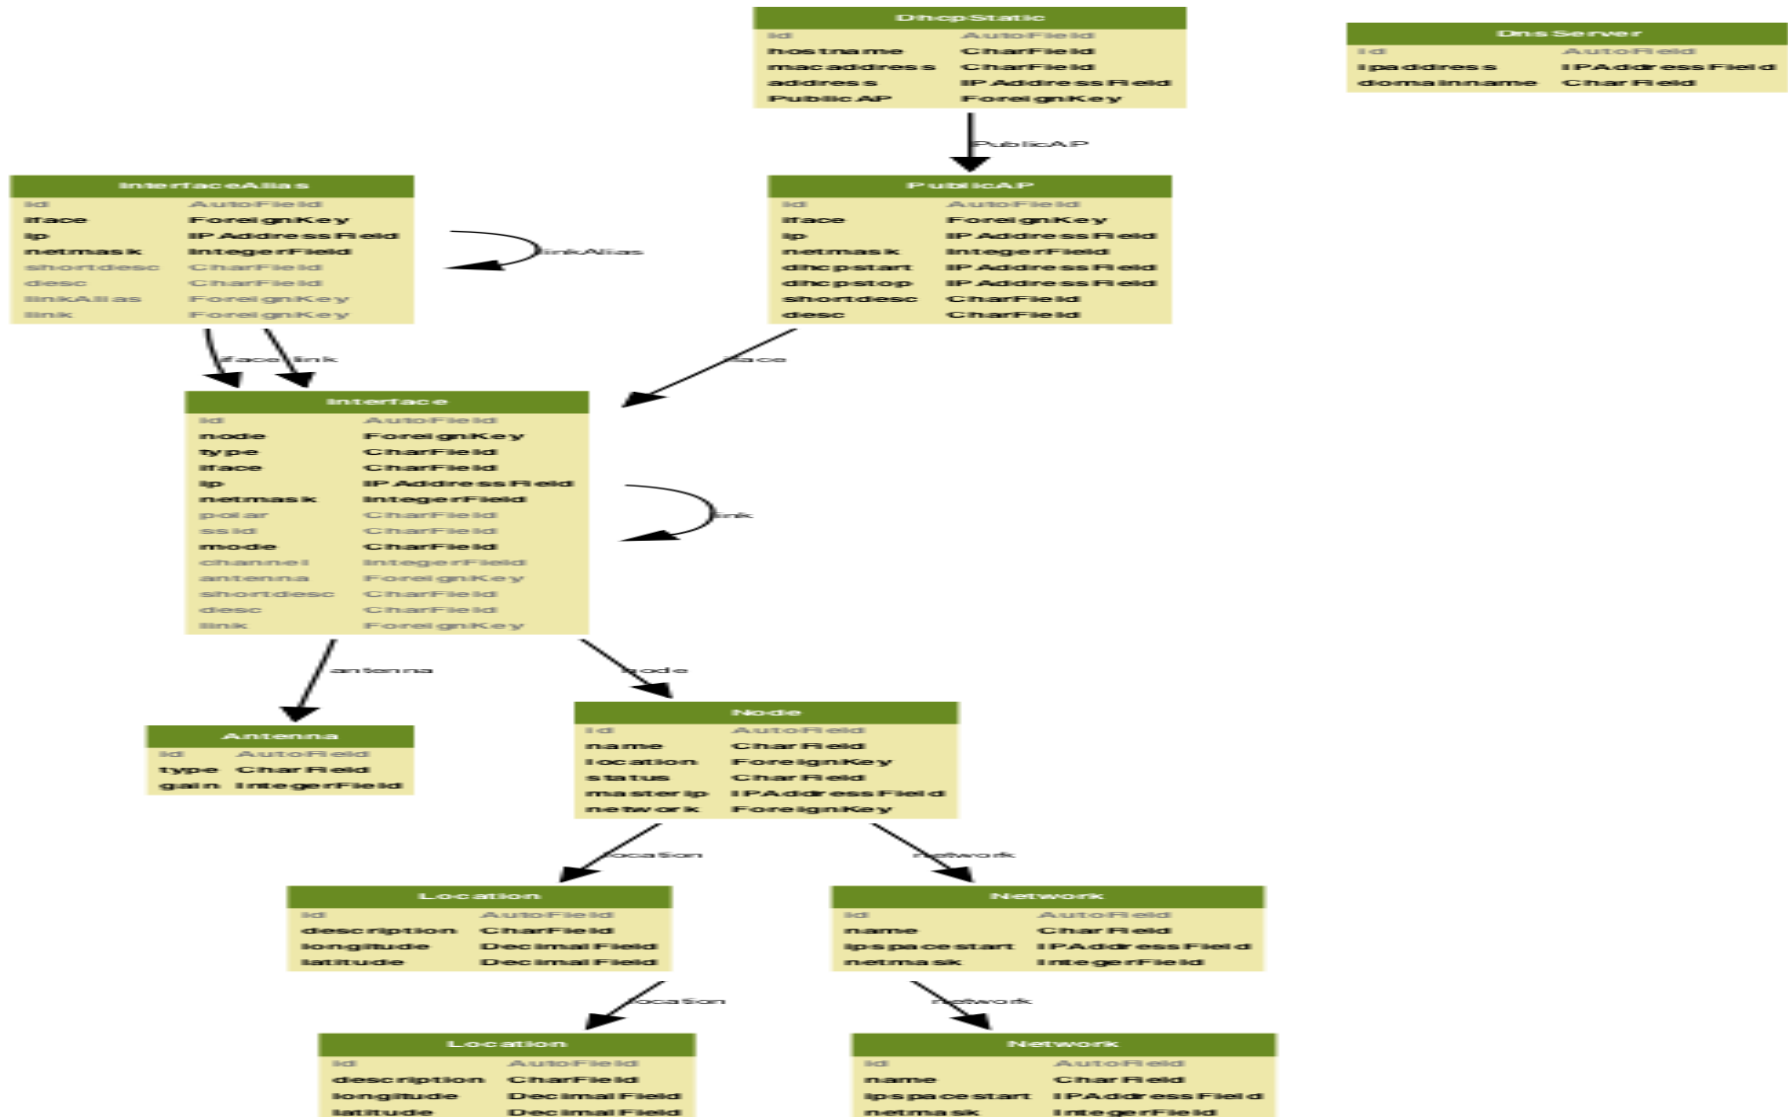 DhcpStatic
id AutoField
hostname CharField
macaddress CharField
address IPAddressField
PublicAP ForeignKey
DnsServer
id AutoField
ipaddress IPAddressField
domainname CharField
PublicAP
InterfaceAlias
id AutoField
iface ForeignKey
ip IPAddressField
netmask IntegerField
shortdesc CharField
desc CharField
linkAlias ForeignKey
link ForeignKey
linkAlias
PublicAP
id AutoField
iface ForeignKey
ip IPAddressField
netmask IntegerField
dhcpstart IPAddressField
dhcpstop IPAddressField
shortdesc CharField
desc CharField
iface link
iface
Interface
id AutoField
node ForeignKey
type CharField
iface CharField
ip IPAddressField
netmask IntegerField
polar CharField
ssid CharField
mode CharField
channel IntegerField
antenna ForeignKey
shortdesc CharField
desc CharField
link ForeignKey
link
antenna
node
Antenna
id AutoField
type CharField
gain IntegerField
Node
id AutoField
name CharField
location ForeignKey
status CharField
masterip IPAddressField
network ForeignKey
location
network
Location
id AutoField
description CharField
longitude DecimalField
latitude DecimalField
Network
id AutoField
name CharField
ipspacestart IPAddressField
netmask IntegerField
location
network
Location
id AutoField
description CharField
longitude DecimalField
latitude DecimalField
Network
id AutoField
name CharField
ipspacestart IPAddressField
netmask IntegerField